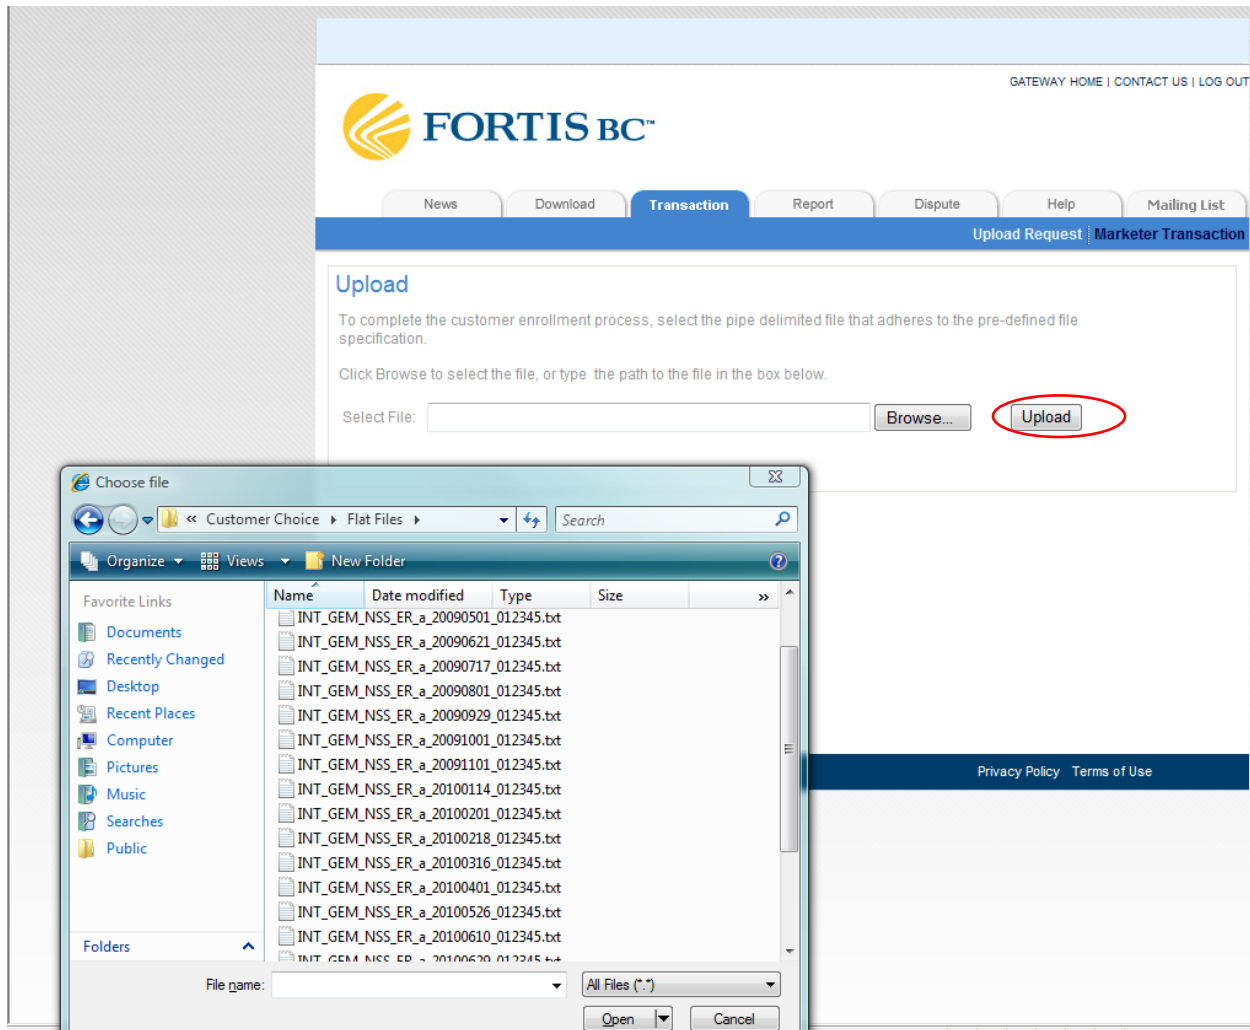 GATEWAY HOME | CONTACT US | LOG OUT
FORTIS BC™
News Download Transaction Report Dispute Help Mailing List
Upload Request Marketer Transaction
Upload
To complete the customer enrollment process, select the pipe delimited file that adheres to the pre-defined file
specification.
Click Browse to select the file, or type the path to the file in the box below.
Select File: Browse... Upload
Choose file
« Customer Choice Flat Files Search
Organize Views New Folder
Favorite Links
Documents
Recently Changed
Desktop
Recent Places
Computer
Pictures
Music
Searches
Public
Folders
Name Date modified Type Size »
INT_GEM_NSS_ER_a_20090501_012345.txt
INT_GEM_NSS_ER_a_20090621_012345.txt
INT_GEM_NSS_ER_a_20090717_012345.txt
INT_GEM_NSS_ER_a_20090801_012345.txt
INT_GEM_NSS_ER_a_20090929_012345.txt
INT_GEM_NSS_ER_a_20091001_012345.txt
INT_GEM_NSS_ER_a_20091101_012345.txt
INT_GEM_NSS_ER_a_20100114_012345.txt
INT_GEM_NSS_ER_a_20100201_012345.txt
INT_GEM_NSS_ER_a_20100218_012345.txt
INT_GEM_NSS_ER_a_20100316_012345.txt
INT_GEM_NSS_ER_a_20100401_012345.txt
INT_GEM_NSS_ER_a_20100526_012345.txt
INT_GEM_NSS_ER_a_20100610_012345.txt
INT_GEM_NSS_ER_a_20100629_012345.txt
File name: All Files (*.*)
Open Cancel
Privacy Policy Terms of Use